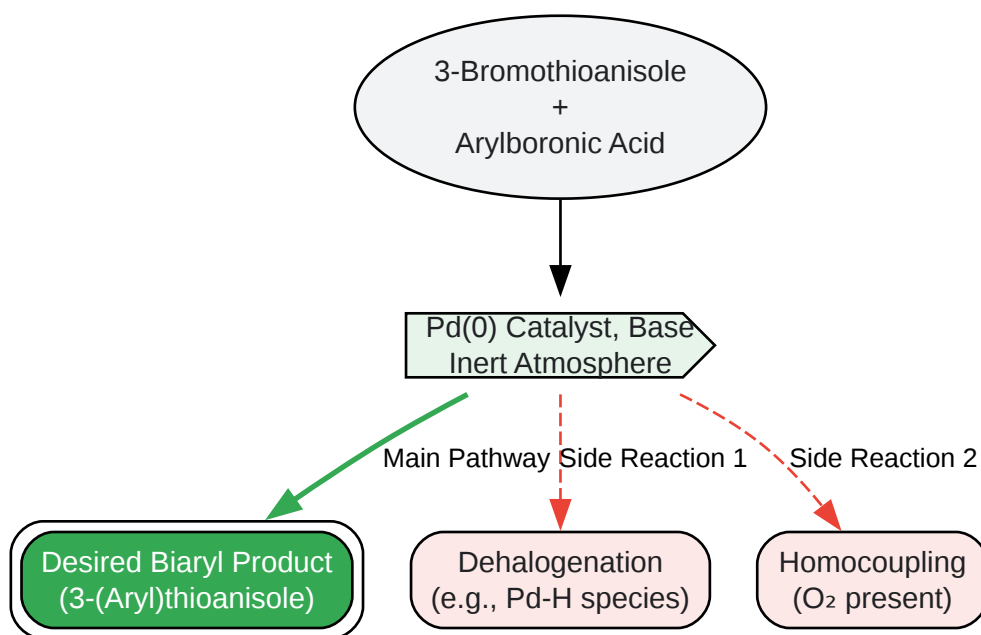 3-Bromothioanisole
+
Arylboronic Acid
Pd(0) Catalyst, Base
Inert Atmosphere
Main Pathway
Side Reaction 1
Side Reaction 2
Desired Biaryl Product
(3-(Aryl)thioanisole)
Dehalogenation
(e.g., Pd-H species)
Homocoupling
(O₂ present)